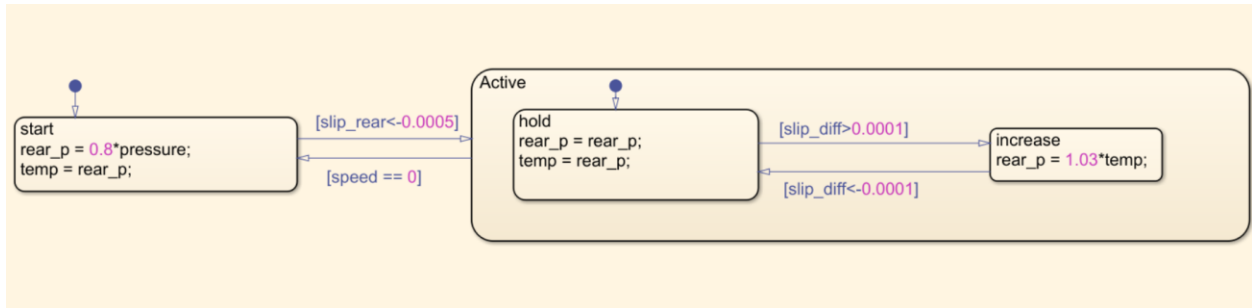 start
rear_p = 0.8*pressure;
temp = rear_p;
[slip_rear<-0.0005]
[speed == 0]
Active
hold
rear_p = rear_p;
temp = rear_p;
[slip_diff>0.0001]
[slip_diff<-0.0001]
increase
rear_p = 1.03*temp;